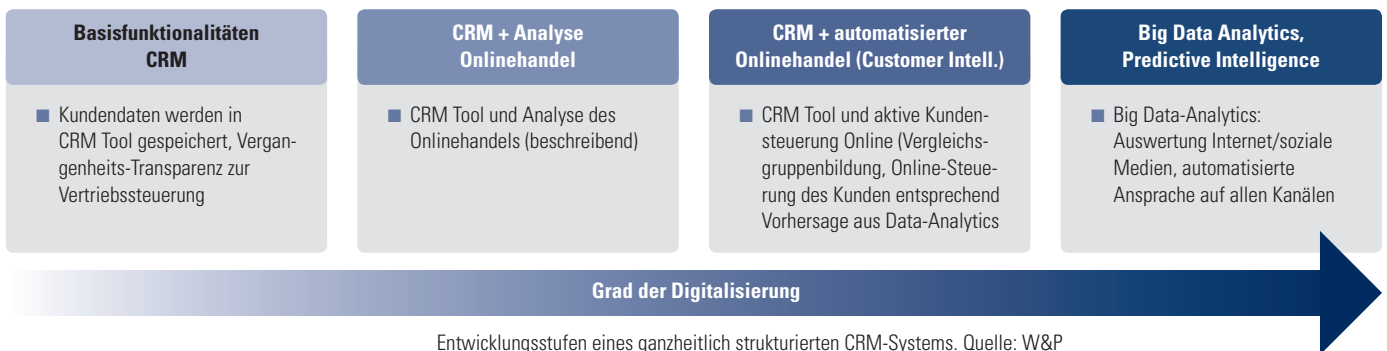 Basisfunktionalitäten
CRM
■ Kundendaten werden in
CRM Tool gespeichert, Vergan-
genheits-Transparenz zur
Vertriebssteuerung
CRM + Analyse
Onlinehandel
■ CRM Tool und Analyse des
Onlinehandels (beschreibend)
CRM + automatisierter
Onlinehandel (Customer Intell.)
■ CRM Tool und aktive Kunden-
steuerung Online (Vergleichs-
gruppenbildung, Online-Steue-
rung des Kunden entsprechend
Vorhersage aus Data-Analytics
Big Data Analytics,
Predictive Intelligence
■ Big Data-Analytics:
Auswertung Internet/soziale
Medien, automatisierte
Ansprache auf allen Kanälen
Grad der Digitalisierung
Entwicklungsstufen eines ganzheitlich strukturierten CRM-Systems. Quelle: W&P